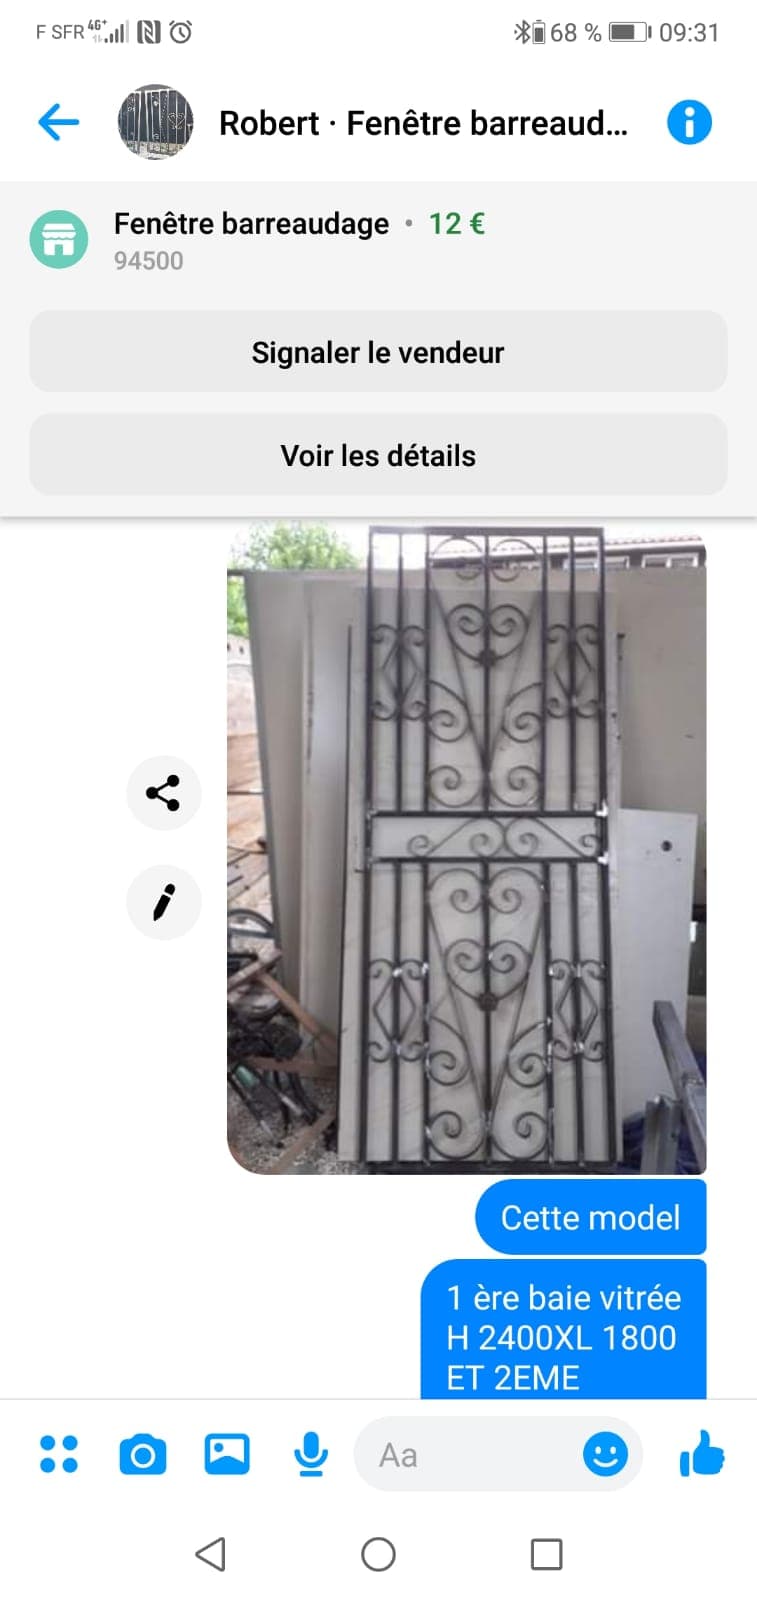 F SFR 4G+ 68 % 09:31
Robert · Fenêtre barreaud...
Fenêtre barreaudage • 12 €
94500
Signaler le vendeur
Voir les détails
Cette model
1 ère baie vitrée
H 2400XL 1800
ET 2EME
Aa